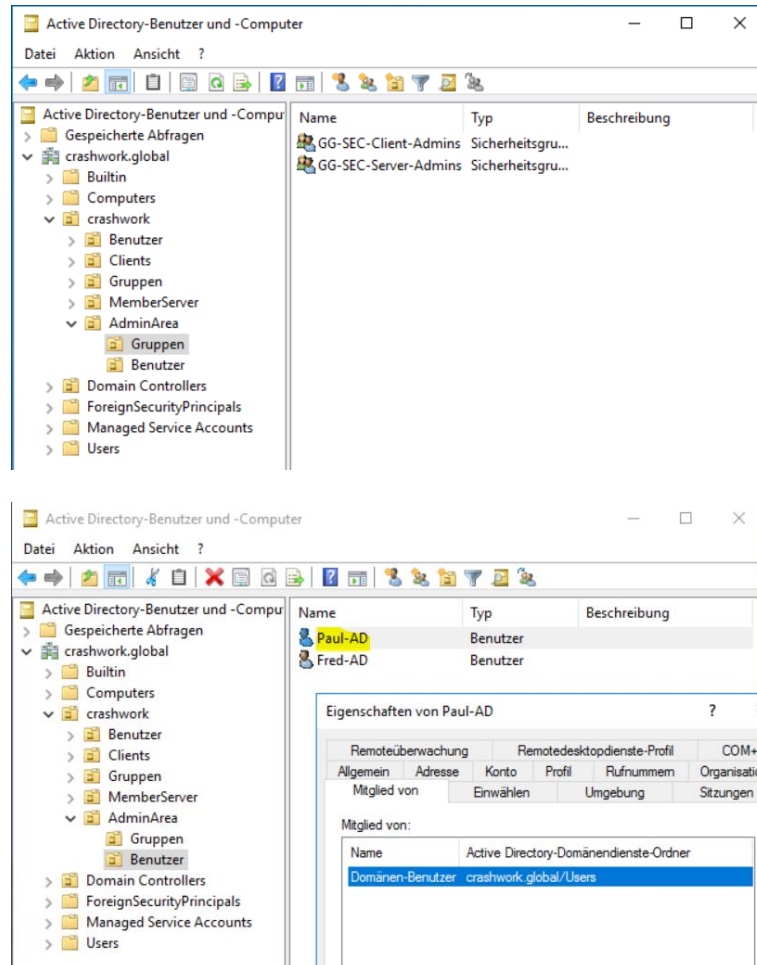 Active Directory-Benutzer und -Computer
Datei Aktion Ansicht ?
Active Directory-Benutzer und -Compu
Gespeicherte Abfragen
crashwork.global
Builtin
Computers
crashwork
Benutzer
Clients
Gruppen
MemberServer
AdminArea
Gruppen
Benutzer
Domain Controllers
ForeignSecurityPrincipals
Managed Service Accounts
Users
Name Typ Beschreibung
GG-SEC-Client-Admins Sicherheitsgru...
GG-SEC-Server-Admins Sicherheitsgru...
Active Directory-Benutzer und -Computer
Datei Aktion Ansicht ?
Active Directory-Benutzer und -Compu
Gespeicherte Abfragen
crashwork.global
Builtin
Computers
crashwork
Benutzer
Clients
Gruppen
MemberServer
AdminArea
Gruppen
Benutzer
Domain Controllers
ForeignSecurityPrincipals
Managed Service Accounts
Users
Name Typ Beschreibung
Paul-AD Benutzer
Fred-AD Benutzer
Eigenschaften von Paul-AD ?
Remoteüberwachung Remotedesktopdienste-Profil COM+
Allgemein Adresse Konto Profil Rufnummern Organisati
Mitglied von Einwählen Umgebung Sitzungen
Mitglied von:
Name Active Directory-Domänendienste-Ordner
Domänen-Benutzer crashwork.global/Users